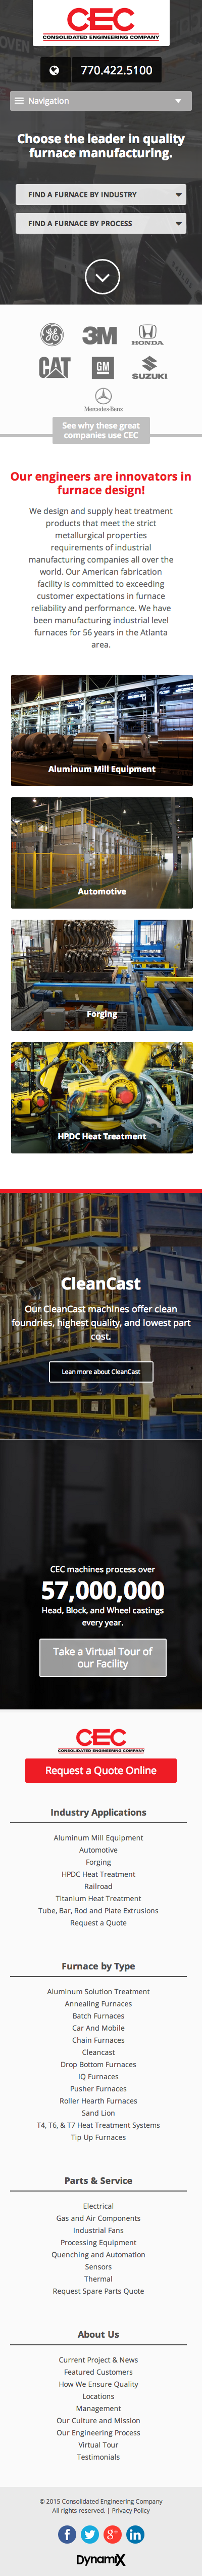 CEC
CONSOLIDATED ENGINEERING COMPANY
770.422.5100
Navigation
Choose the leader in quality
furnace manufacturing.
FIND A FURNACE BY INDUSTRY
FIND A FURNACE BY PROCESS
GE
3M
HONDA
CAT
GM
SUZUKI
Mercedes-Benz
See why these great
companies use CEC
Our engineers are innovators in
furnace design!
We design and supply heat treatment
products that meet the strict
metallurgical properties
requirements of industrial
manufacturing companies all over the
world. Our American fabrication
facility is committed to exceeding
customer expectations in furnace
reliability and performance. We have
been manufacturing industrial level
furnaces for 56 years in the Atlanta
area.
Aluminum Mill Equipment
Automotive
Forging
HPDC Heat Treatment
CleanCast
Our CleanCast machines offer clean
foundries, highest quality, and lowest part
cost.
Lean more about CleanCast
CEC machines process over
57,000,000
Head, Block, and Wheel castings
every year.
Take a Virtual Tour of
our Facility
CEC
CONSOLIDATED ENGINEERING COMPANY
Request a Quote Online
Industry Applications
Aluminum Mill Equipment
Automotive
Forging
HPDC Heat Treatment
Railroad
Titanium Heat Treatment
Tube, Bar, Rod and Plate Extrusions
Request a Quote
Furnace by Type
Aluminum Solution Treatment
Annealing Furnaces
Batch Furnaces
Car And Mobile
Chain Furnaces
Cleancast
Drop Bottom Furnaces
IQ Furnaces
Pusher Furnaces
Roller Hearth Furnaces
Sand Lion
T4, T6, & T7 Heat Treatment Systems
Tip Up Furnaces
Parts & Service
Electrical
Gas and Air Components
Industrial Fans
Processing Equipment
Quenching and Automation
Sensors
Thermal
Request Spare Parts Quote
About Us
Current Project & News
Featured Customers
How We Ensure Quality
Locations
Management
Our Culture and Mission
Our Engineering Process
Virtual Tour
Testimonials
© 2015 Consolidated Engineering Company
All rights reserved. | Privacy Policy
f
g+
in
DynamiX